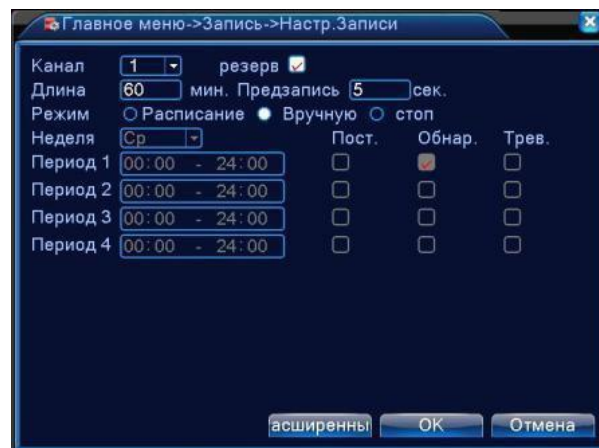 Главное меню->Запись->Настр.Записи
Канал 1 резерв
Длина 60 мин. Предзапись 5 сек.
Режим Расписание Вручную стоп
Неделя Ср Пост. Обнар. Трев.
Период 1 00:00 - 24:00
Период 2 00:00 - 24:00
Период 3 00:00 - 24:00
Период 4 00:00 - 24:00
асширенны OK Отмена